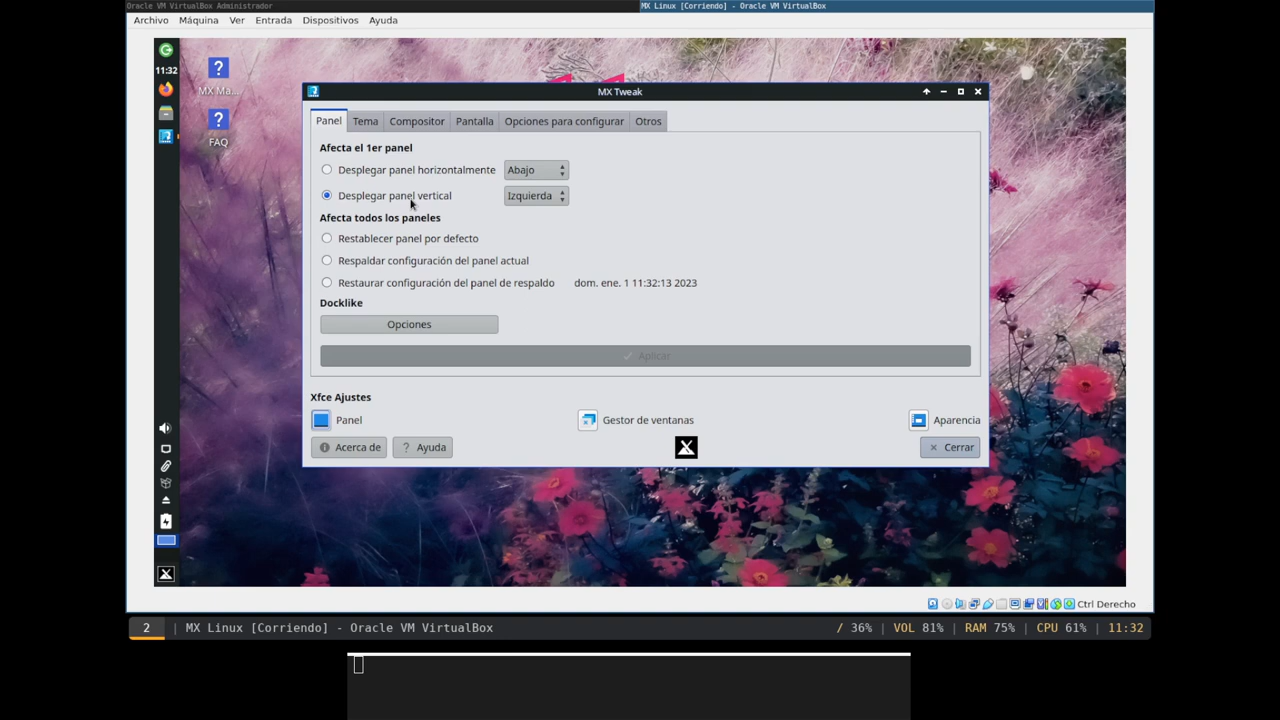 Oracle VM VirtualBox Administrador
MX Linux [Corriendo] - Oracle VM VirtualBox
Archivo Máquina Ver Entrada Dispositivos Ayuda
11:32
MX Ma...
FAQ
MX Tweak
Panel Tema Compositor Pantalla Opciones para configurar Otros
Afecta el 1er panel
Desplegar panel horizontalmente Abajo
Desplegar panel vertical Izquierda
Afecta todos los paneles
Restablecer panel por defecto
Respaldar configuración del panel actual
Restaurar configuración del panel de respaldo dom. ene. 1 11:32:13 2023
Docklike
Opciones
✓ Aplicar
Xfce Ajustes
Panel Gestor de ventanas Aparencia
Acerca de ? Ayuda Cerrar
Ctrl Derecho
2 | MX Linux [Corriendo] - Oracle VM VirtualBox / 36% | VOL 81% | RAM 75% | CPU 61% | 11:32